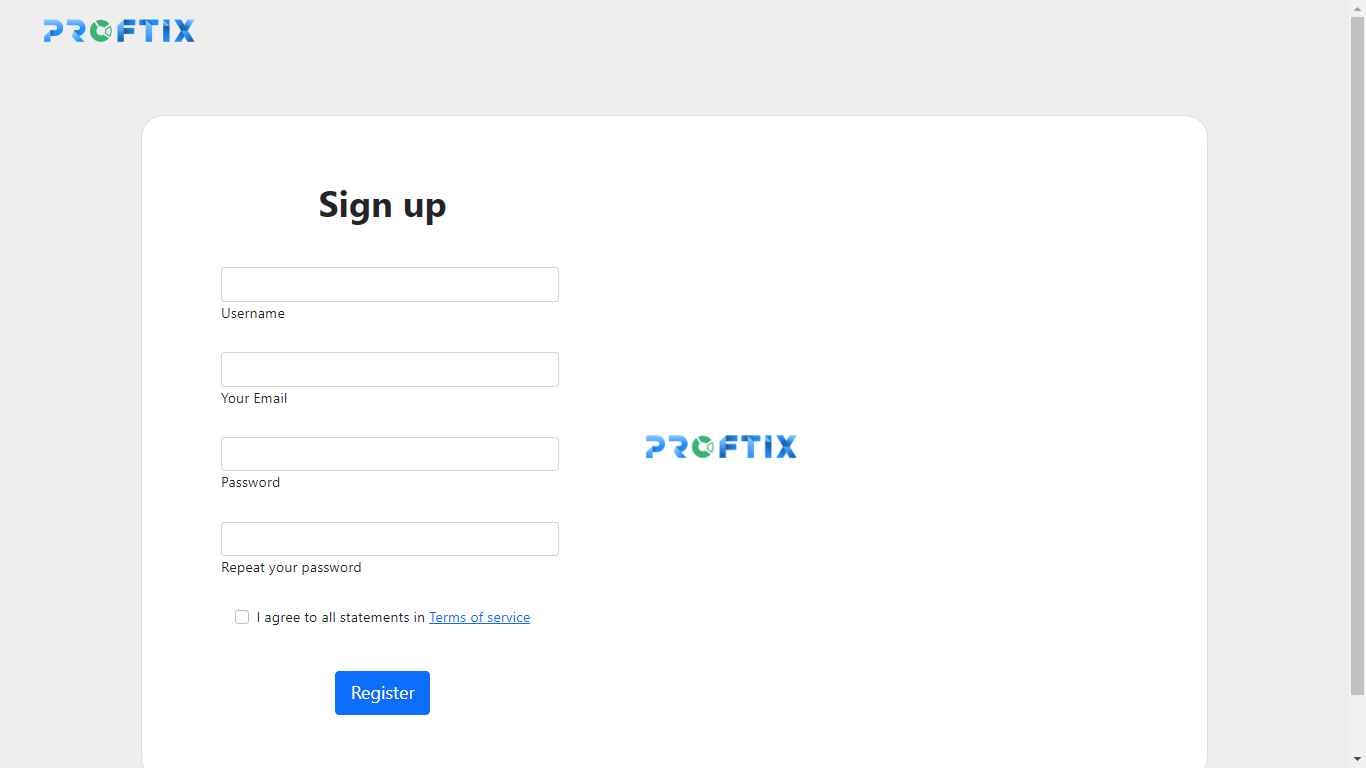 PROFTIX
Sign up
Username
Your Email
Password
Repeat your password
I agree to all statements in Terms of service
Register
PROFTIX